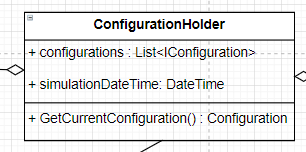 ConfigurationHolder
+ configurations : List<IConfiguration>
+ simulationDateTime: DateTime
+ GetCurrentConfiguration() : Configuration